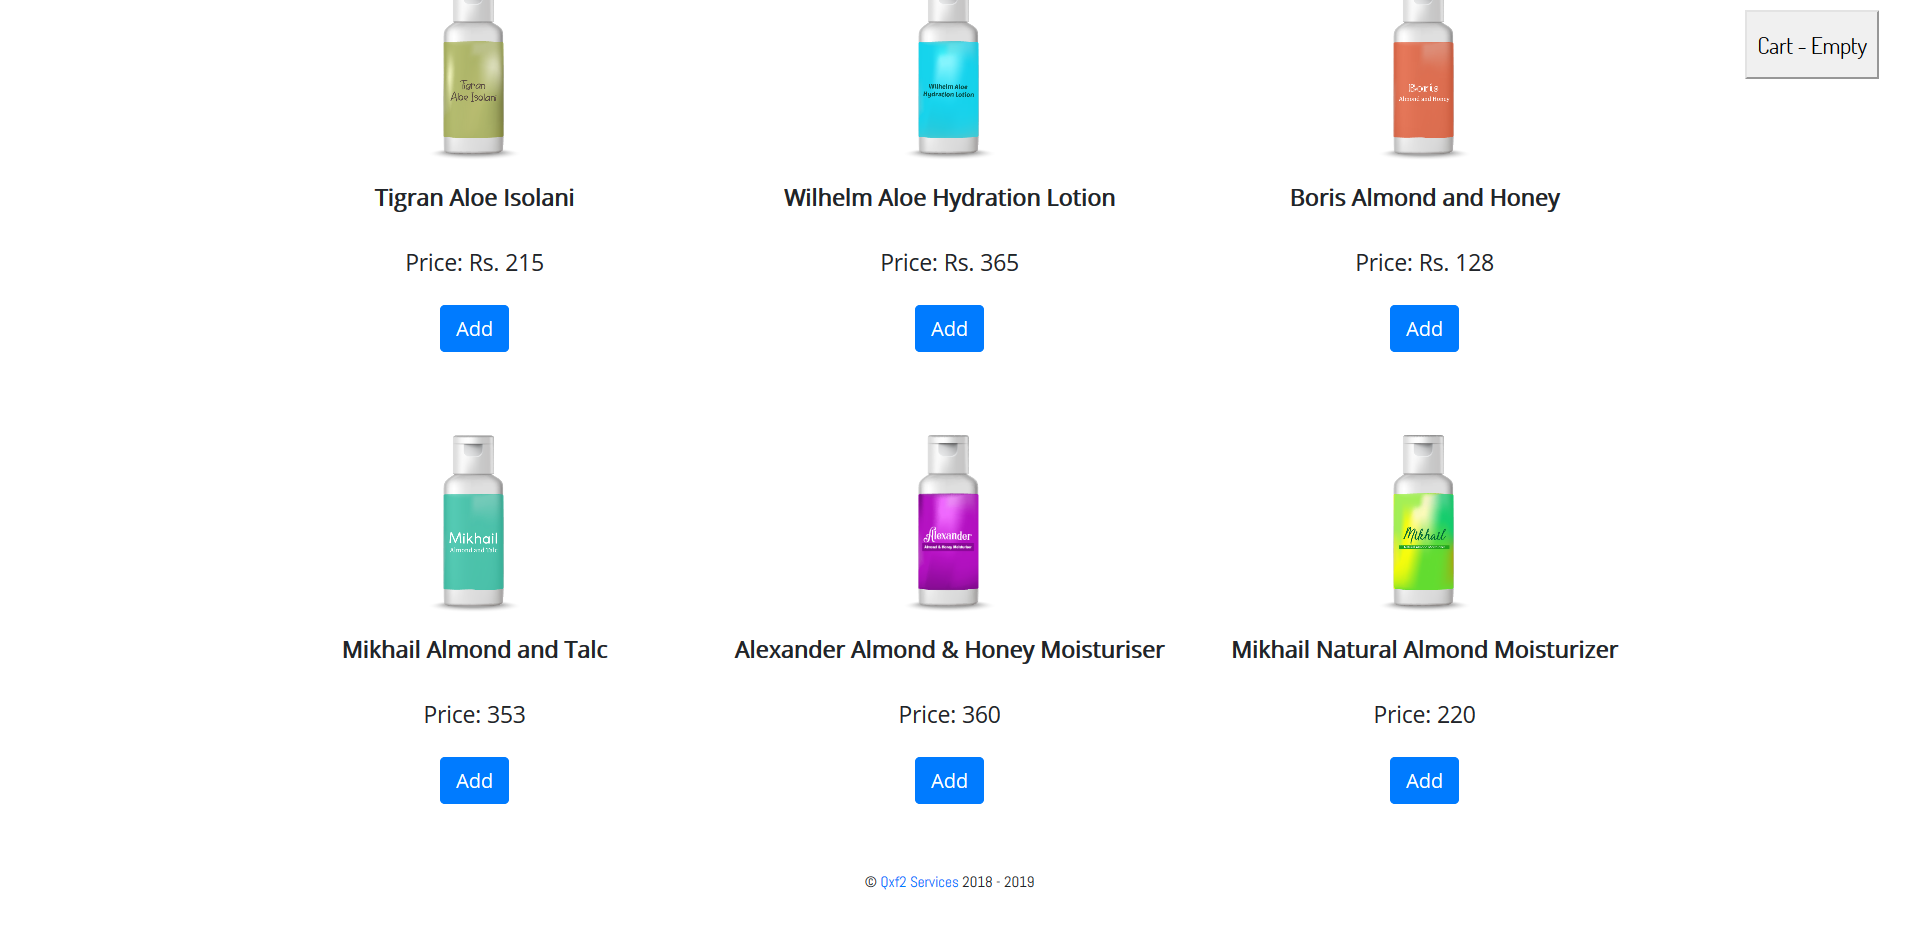 Cart - Empty
Tigran
Aloe Isolani
Wilhelm Aloe
Hydration Lotion
Boris
Almond and Honey
Tigran Aloe Isolani
Wilhelm Aloe Hydration Lotion
Boris Almond and Honey
Price: Rs. 215
Price: Rs. 365
Price: Rs. 128
Add
Add
Add
Mikhail
Almond and Talc
Alexander
Almond & Honey Moisturiser
Mikhail
Mikhail Almond and Talc
Alexander Almond & Honey Moisturiser
Mikhail Natural Almond Moisturizer
Price: 353
Price: 360
Price: 220
Add
Add
Add
© Qxf2 Services 2018 - 2019